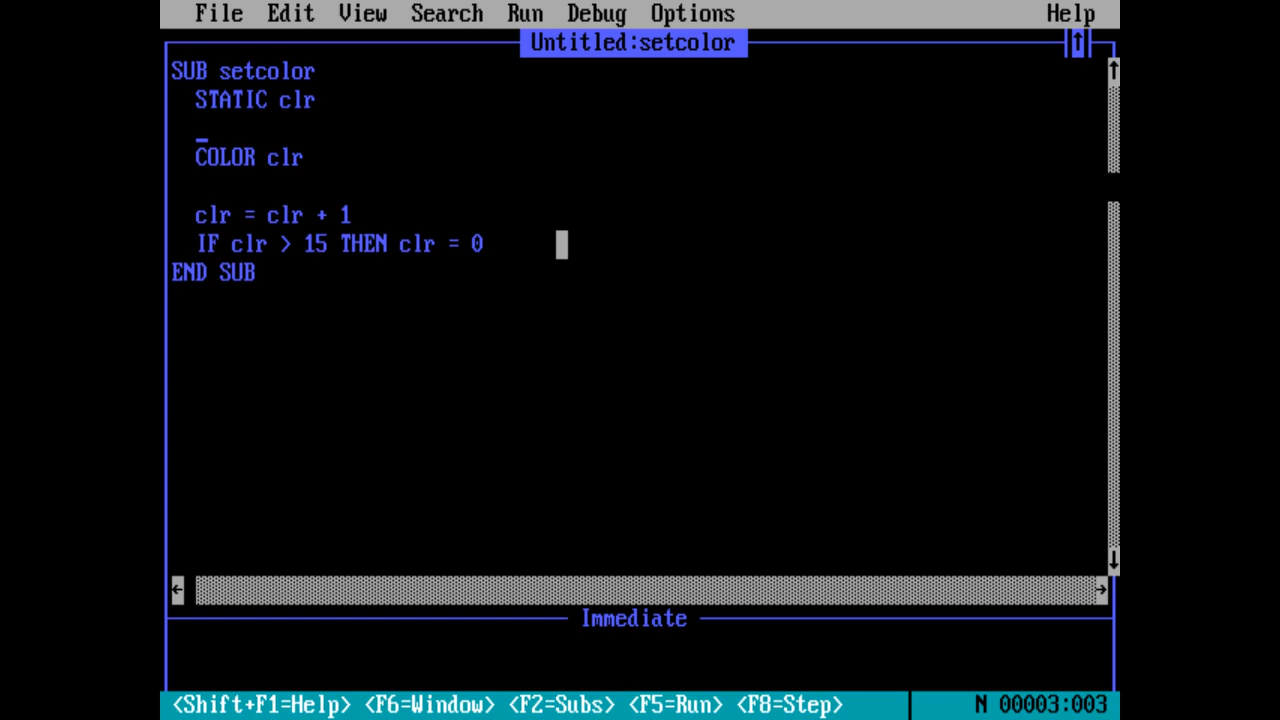 File Edit View Search Run Debug Options Help
Untitled:setcolor
SUB setcolor
STATIC clr
COLOR clr
clr = clr + 1
IF clr > 15 THEN clr = 0
END SUB
Immediate
<Shift+F1=Help> <F6=Window> <F2=Subs> <F5=Run> <F8=Step> N 00003:003